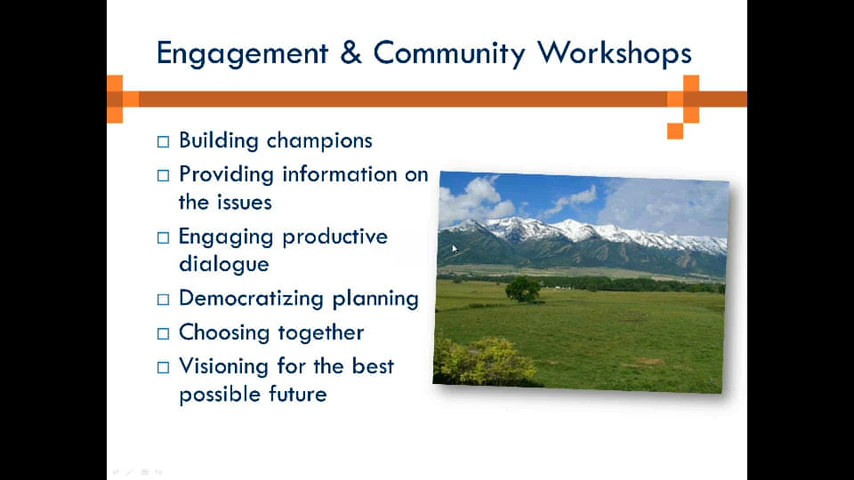 Engagement & Community Workshops
Building champions
Providing information on
the issues
Engaging productive
dialogue
Democratizing planning
Choosing together
Visioning for the best
possible future